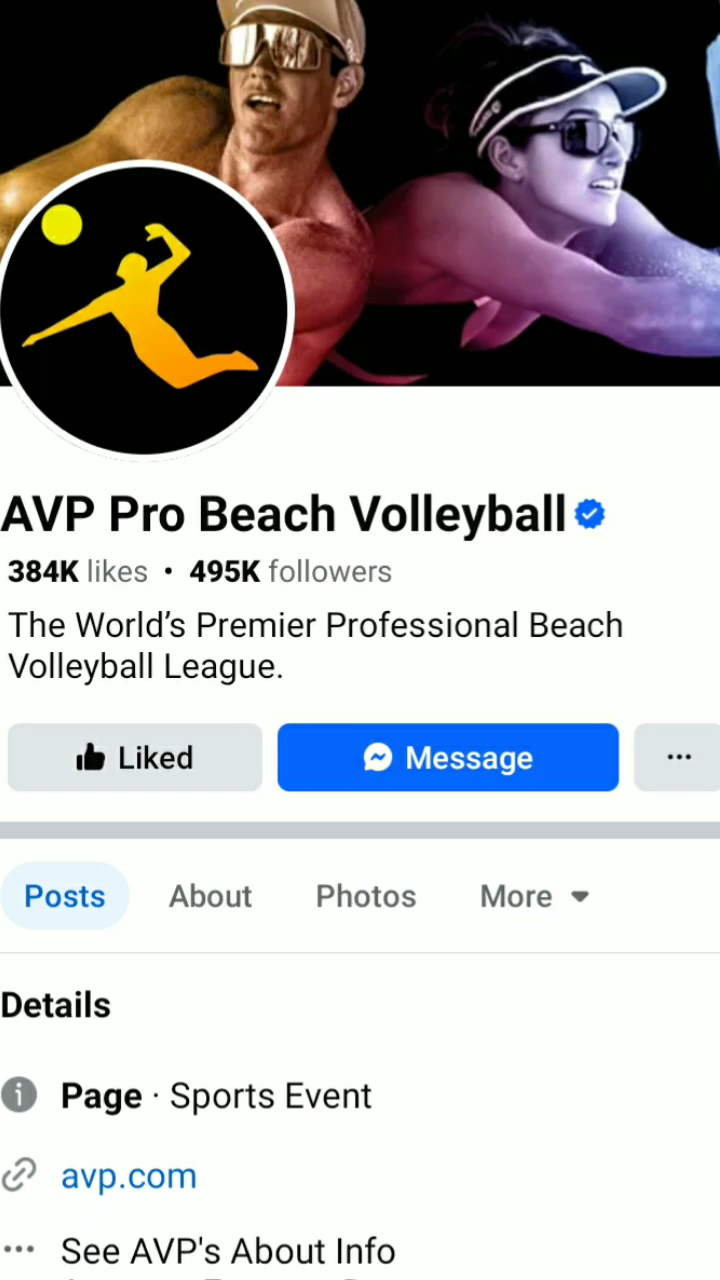 AVP Pro Beach Volleyball
384K likes • 495K followers
The World’s Premier Professional Beach
Volleyball League.
Liked
Message
Posts
About
Photos
More
Details
Page · Sports Event
avp.com
See AVP's About Info